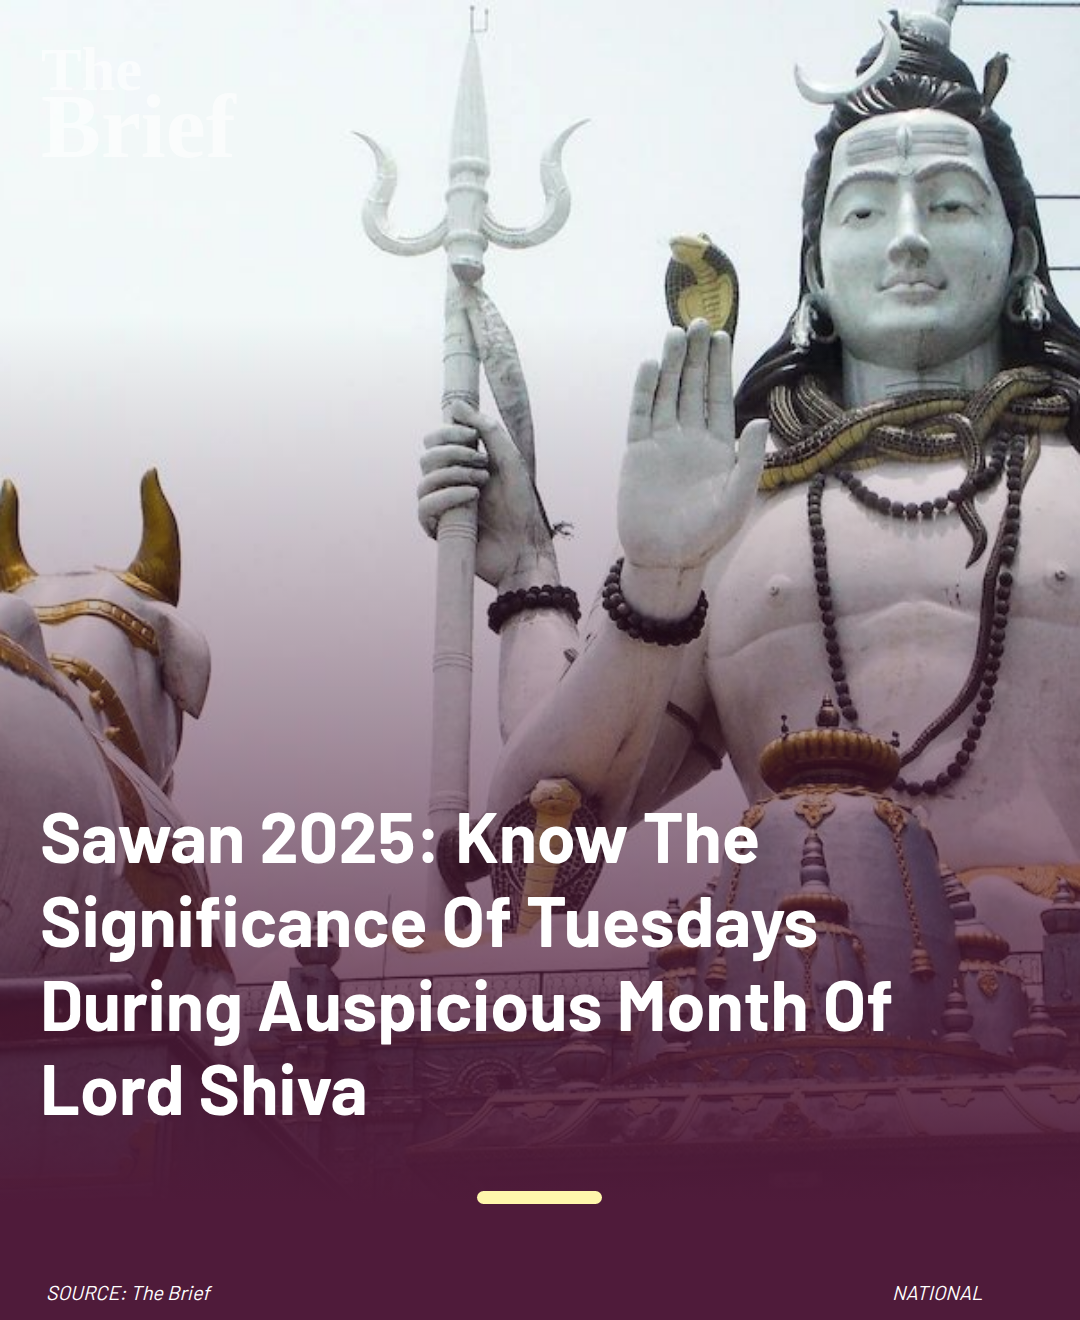 The
Brief
Sawan 2025: Know The
Significance Of Tuesdays
During Auspicious Month Of
Lord Shiva
SOURCE: The Brief
NATIONAL